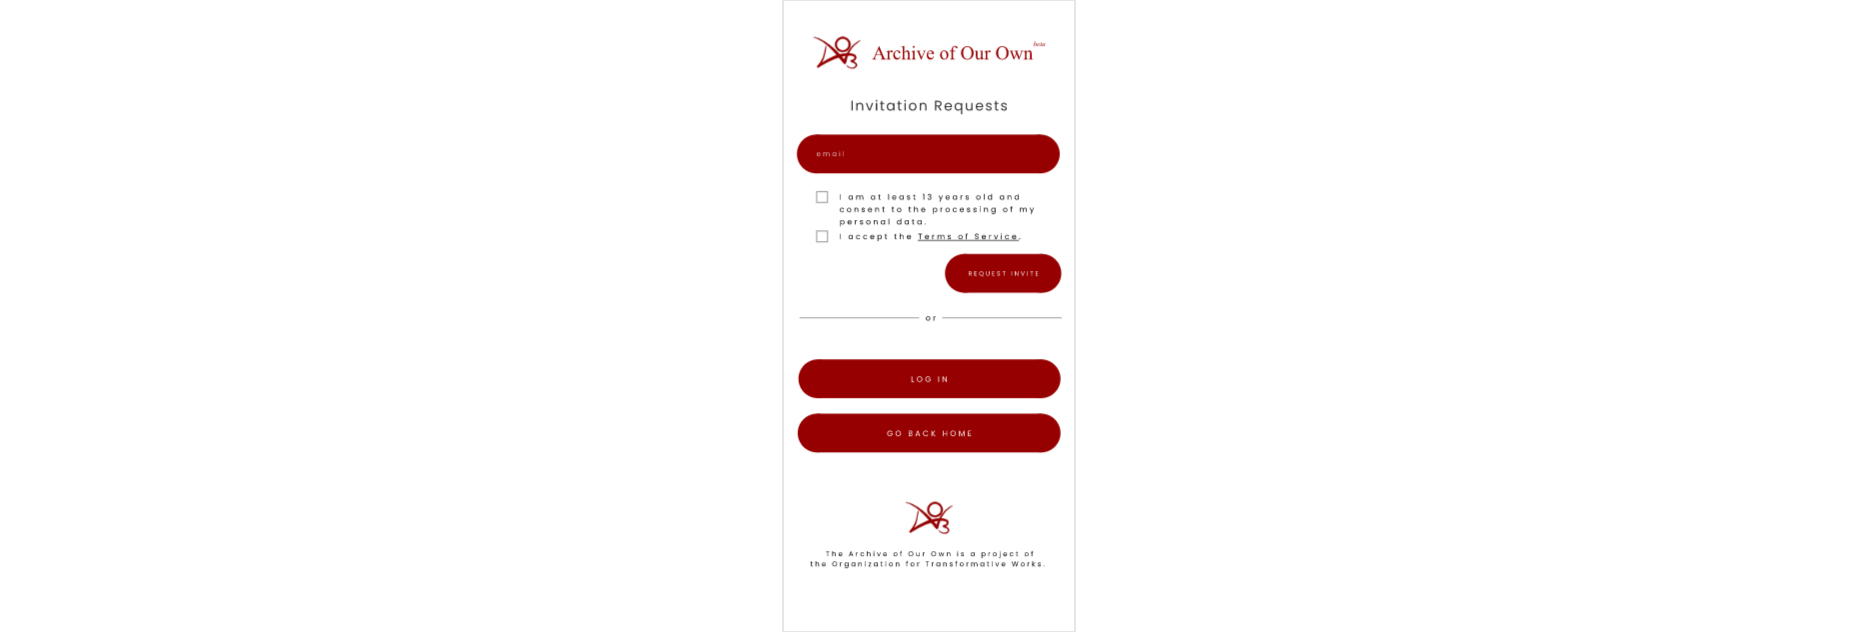 Archive of Our Own beta
Invitation Requests
email
I am at least 13 years old and
consent to the processing of my
personal data.
I accept the Terms of Service.
REQUEST INVITE
or
LOG IN
GO BACK HOME
The Archive of Our Own is a project of
the Organization for Transformative Works.